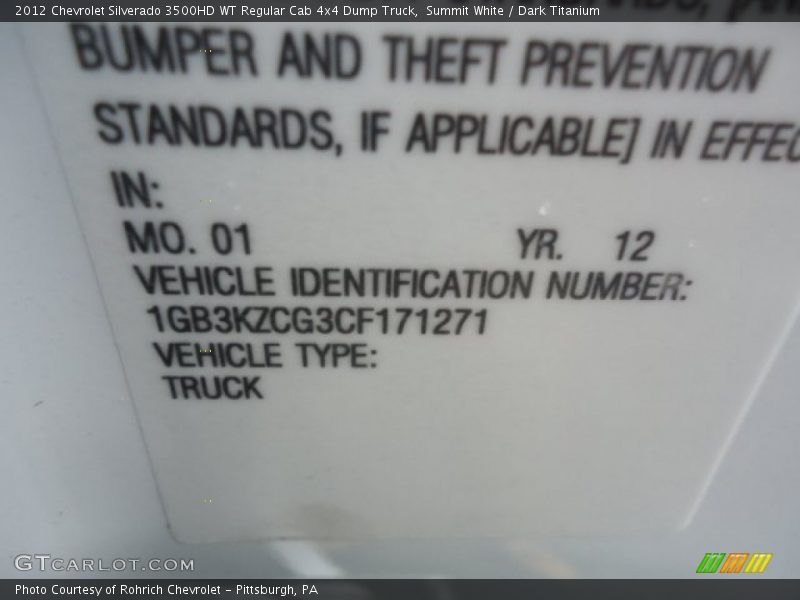 2012 Chevrolet Silverado 3500HD WT Regular Cab 4x4 Dump Truck, Summit White / Dark Titanium
BUMPER AND THEFT PREVENTION
STANDARDS, IF APPLICABLE] IN EFFEC
IN:
MO. 01 YR. 12
VEHICLE IDENTIFICATION NUMBER:
1GB3KZCG3CF171271
VEHICLE TYPE:
TRUCK
GTCARLOT.COM
Photo Courtesy of Rohrich Chevrolet - Pittsburgh, PA